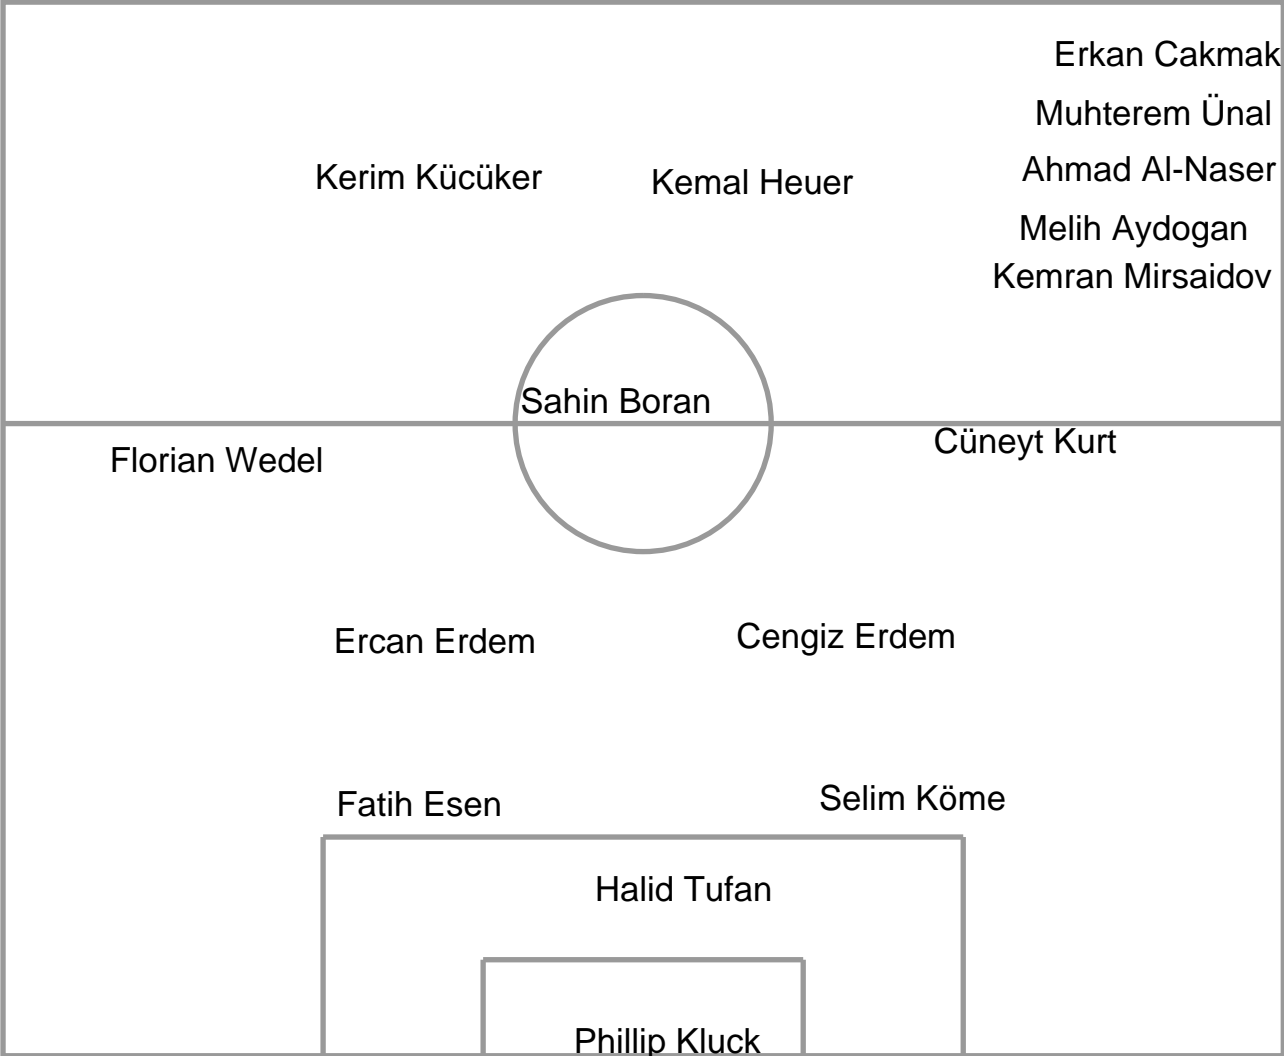 Erkan Cakmak
Muhterem Ünal
Ahmad Al-Naser
Kerim Kücüker
Kemal Heuer
Melih Aydogan
Kemran Mirsaidov
Sahin Boran
Cüneyt Kurt
Florian Wedel
Ercan Erdem
Cengiz Erdem
Fatih Esen
Selim Köme
Halid Tufan
Phillip Kluck